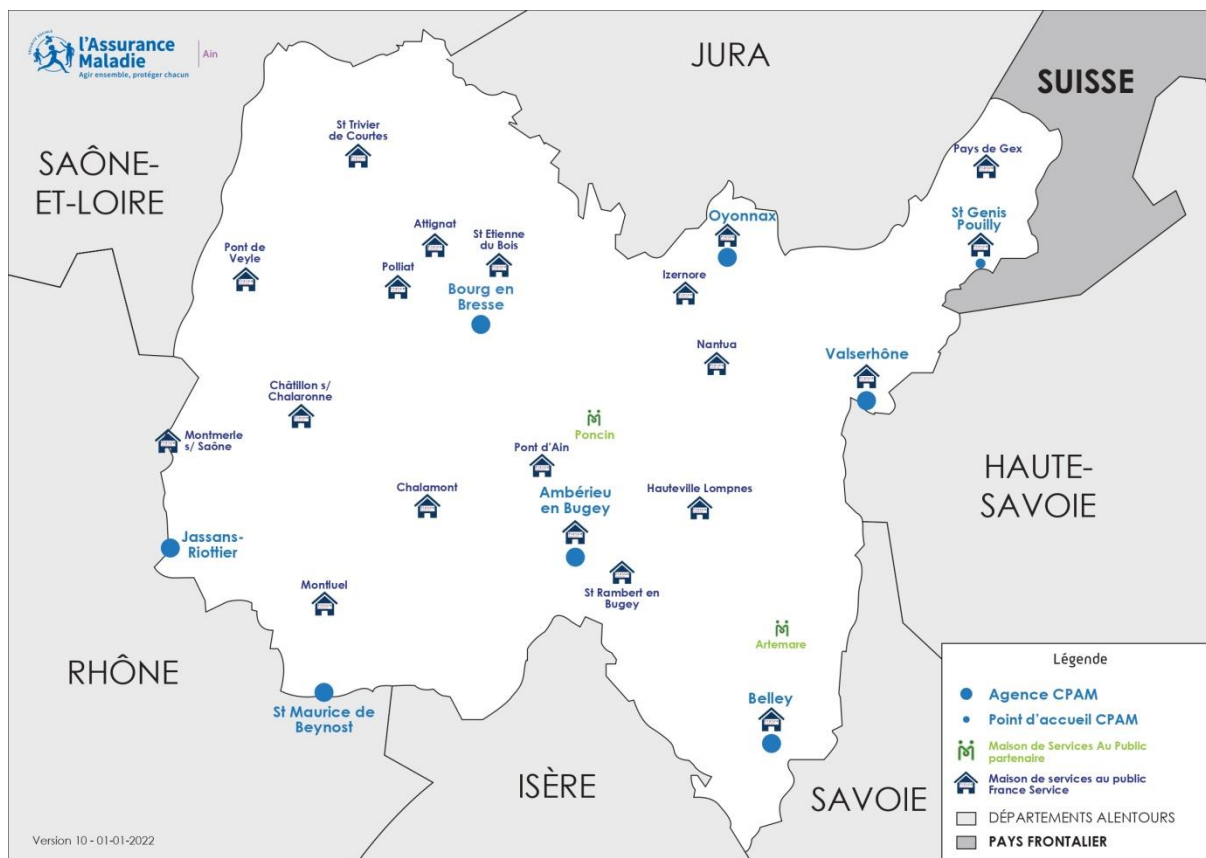 l'Assurance
Maladie
Agir ensemble, protéger chacun
Ain
JURA
SUISSE
SAÔNE-
ET-LOIRE
St Trivier
de Courtes
Pays de Gex
St Genis
Pouilly
Oyonnax
Attignat
St Etienne
du Bois
Pont de
Veyle
Polliat
Izernore
Bourg en
Bresse
Nantua
Valserhône
Châtillon s/
Chalaronne
Poncin
Montmerle
s/ Saône
Pont d'Ain
HAUTE-
SAVOIE
Chalamont
Ambérieu
en Bugey
Hauteville Lompnes
Jassans-
Riottier
Montluel
St Rambert en
Bugey
Artemare
RHÔNE
St Maurice de
Beynost
Belley
ISÈRE
SAVOIE
Légende
Agence CPAM
Point d'accueil CPAM
Maison de Services Au Public
partenaire
Maison de services au public
France Service
DÉPARTEMENTS ALENTOURS
PAYS FRONTALIER
Version 10 - 01-01-2022